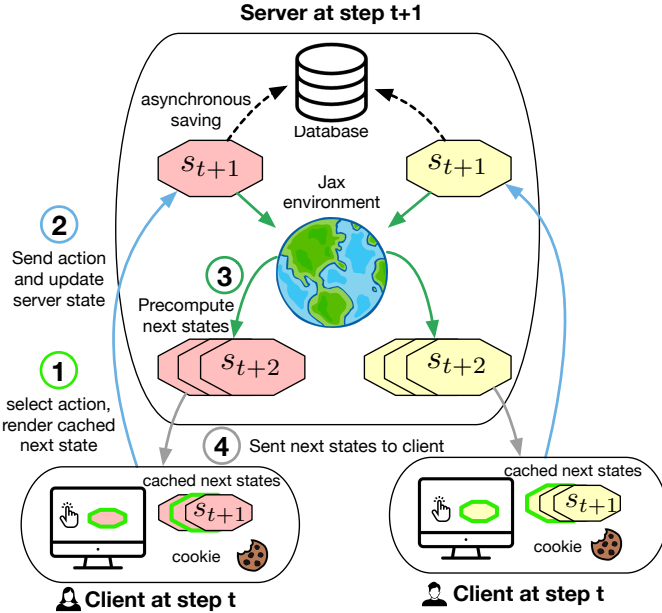 Server at step t+1
asynchronous
saving
Database
s_{t+1}
s_{t+1}
Jax
environment
2
Send action
and update
server state
3
Precompute
next states
s_{t+2}
s_{t+2}
1
select action,
render cached
next state
4 Sent next states to client
cached next states
s_{t+1}
cookie
Client at step t
cached next states
s_{t+1}
cookie
Client at step t